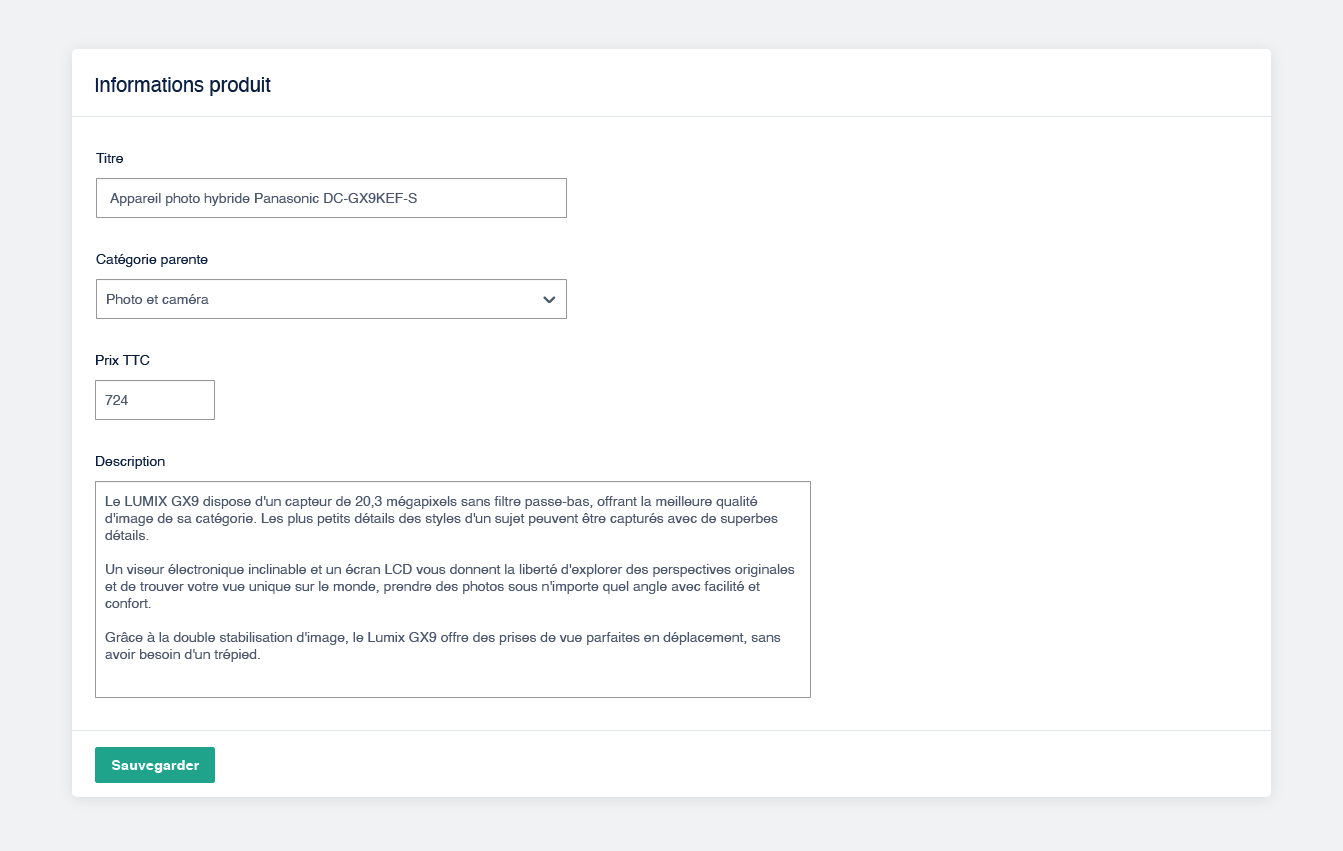 Informations produit
Titre
Appareil photo hybride Panasonic DC-GX9KEF-S
Catégorie parente
Photo et caméra
Prix TTC
724
Description
Le LUMIX GX9 dispose d'un capteur de 20,3 mégapixels sans filtre passe-bas, offrant la meilleure qualité
d'image de sa catégorie. Les plus petits détails des styles d'un sujet peuvent être capturés avec de superbes
détails.
Un viseur électronique inclinable et un écran LCD vous donnent la liberté d'explorer des perspectives originales
et de trouver votre vue unique sur le monde, prendre des photos sous n'importe quel angle avec facilité et
confort.
Grâce à la double stabilisation d'image, le Lumix GX9 offre des prises de vue parfaites en déplacement, sans
avoir besoin d'un trépied.
Sauvegarder